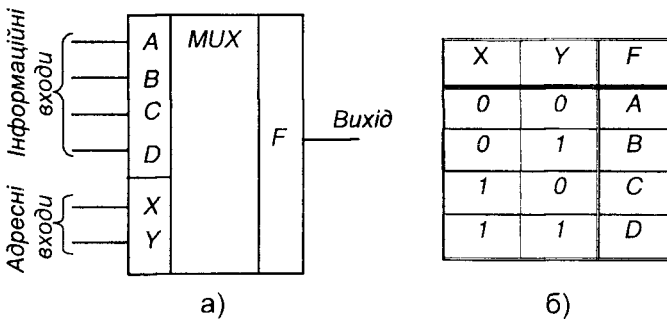 Інформаційні
входи
Адресні
входи
A
B
C
D
X
Y
MUX
F
Вихід
а)
X Y F
0 0 A
0 1 B
1 0 C
1 1 D
б)